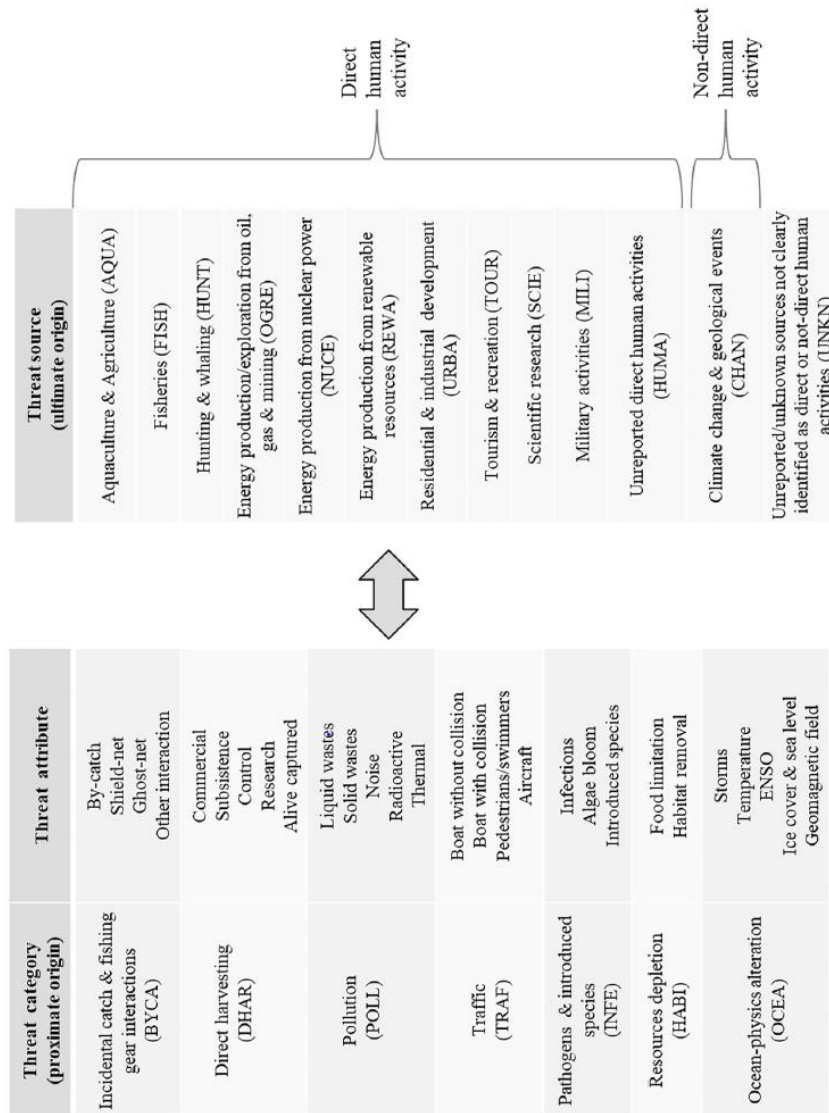 Threat category
(proximate origin)
Threat attribute
Incidental catch & fishing
gear interactions
(BYCA)
By-catch
Shield-net
Ghost-net
Other interaction
Direct harvesting
(DHAR)
Commercial
Subsistence
Control
Research
Alive captured
Pollution
(POLL)
Liquid wastes
Solid wastes
Noise
Radioactive
Thermal
Traffic
(TRAF)
Boat without collision
Boat with collision
Pedestrians/swimmers
Aircraft
Pathogens & introduced
species
(INFE)
Infections
Algae bloom
Introduced species
Resources depletion
(HABI)
Food limitation
Habitat removal
Ocean-physics alteration
(OCEA)
Storms
Temperature
ENSO
Ice cover & sea level
Geomagnetic field
Threat source
(ultimate origin)
Aquaculture & Agriculture (AQUA)
Fisheries (FISH)
Hunting & whaling (HUNT)
Energy production/exploration from oil,
gas & mining (OGRE)
Energy production from nuclear power
(NUCE)
Energy production from renewable
resources (REWA)
Residential & industrial development
(URBA)
Tourism & recreation (TOUR)
Scientific research (SCIE)
Military activities (MILI)
Unreported direct human activities
(HUMA)
Climate change & geological events
(CHAN)
Unreported/unknown sources not clearly
identified as direct or not-direct human
activities (UNKN)
Direct
human
activity
Non-direct
human
activity